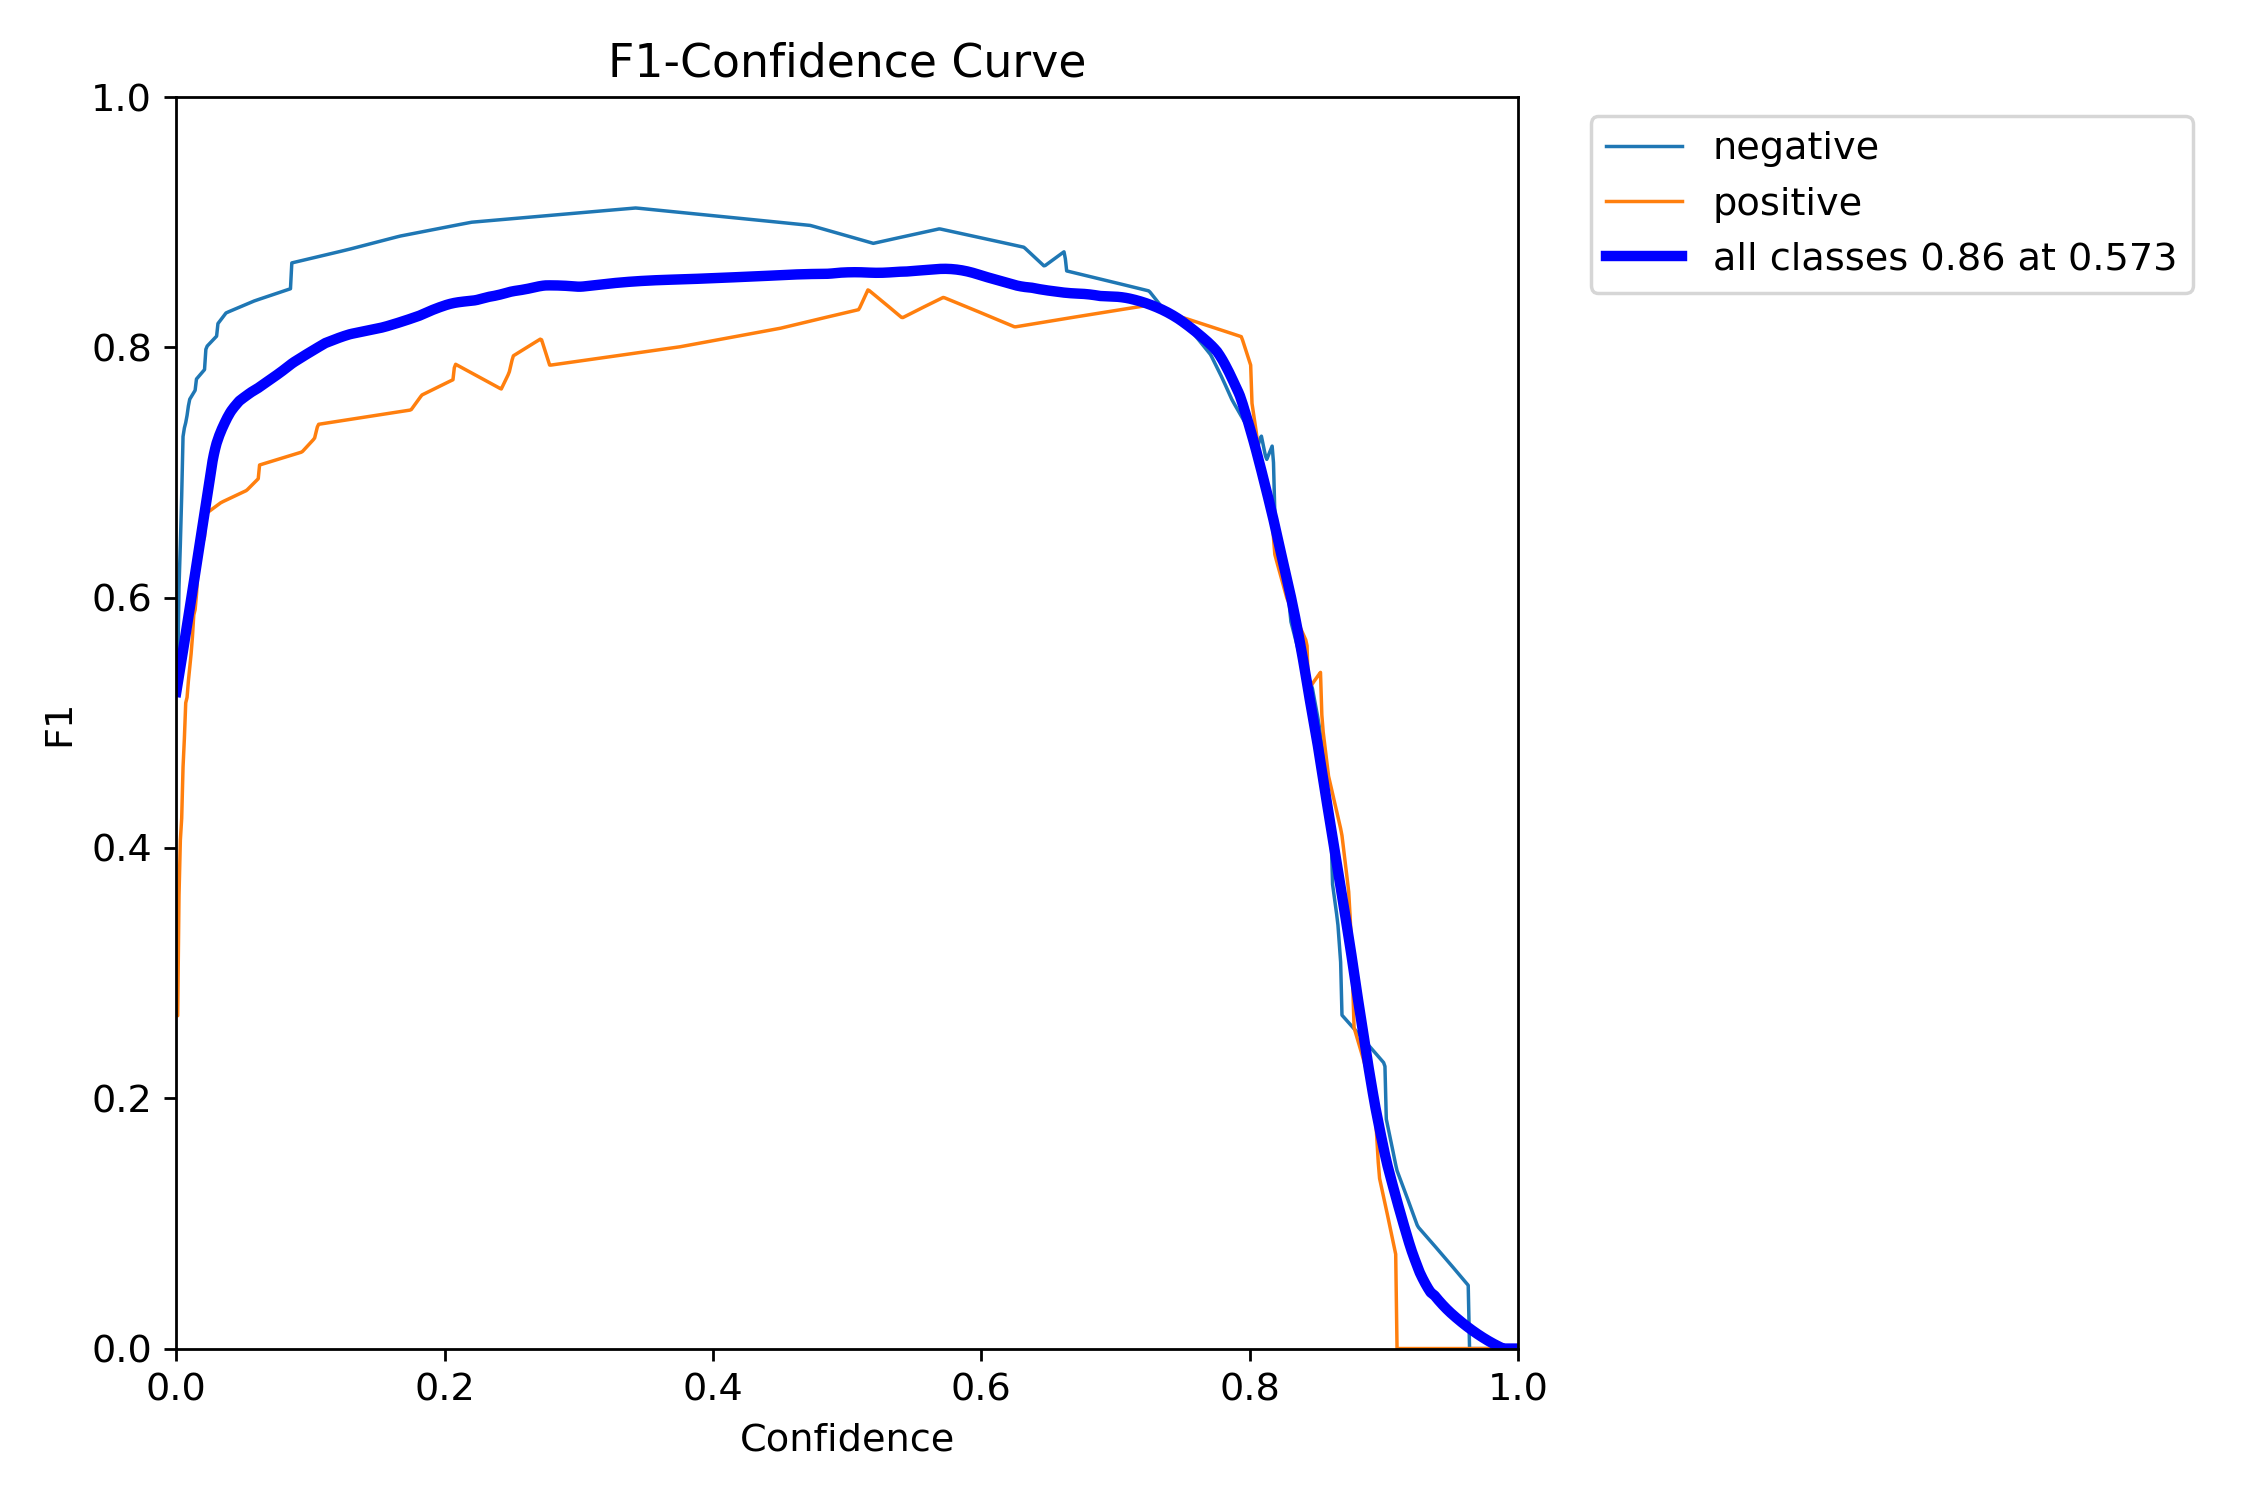 F1-Confidence Curve
negative
positive
all classes 0.86 at 0.573
1.0
0.8
0.6
0.4
0.2
0.0
F1
0.0 0.2 0.4 0.6 0.8 1.0
Confidence